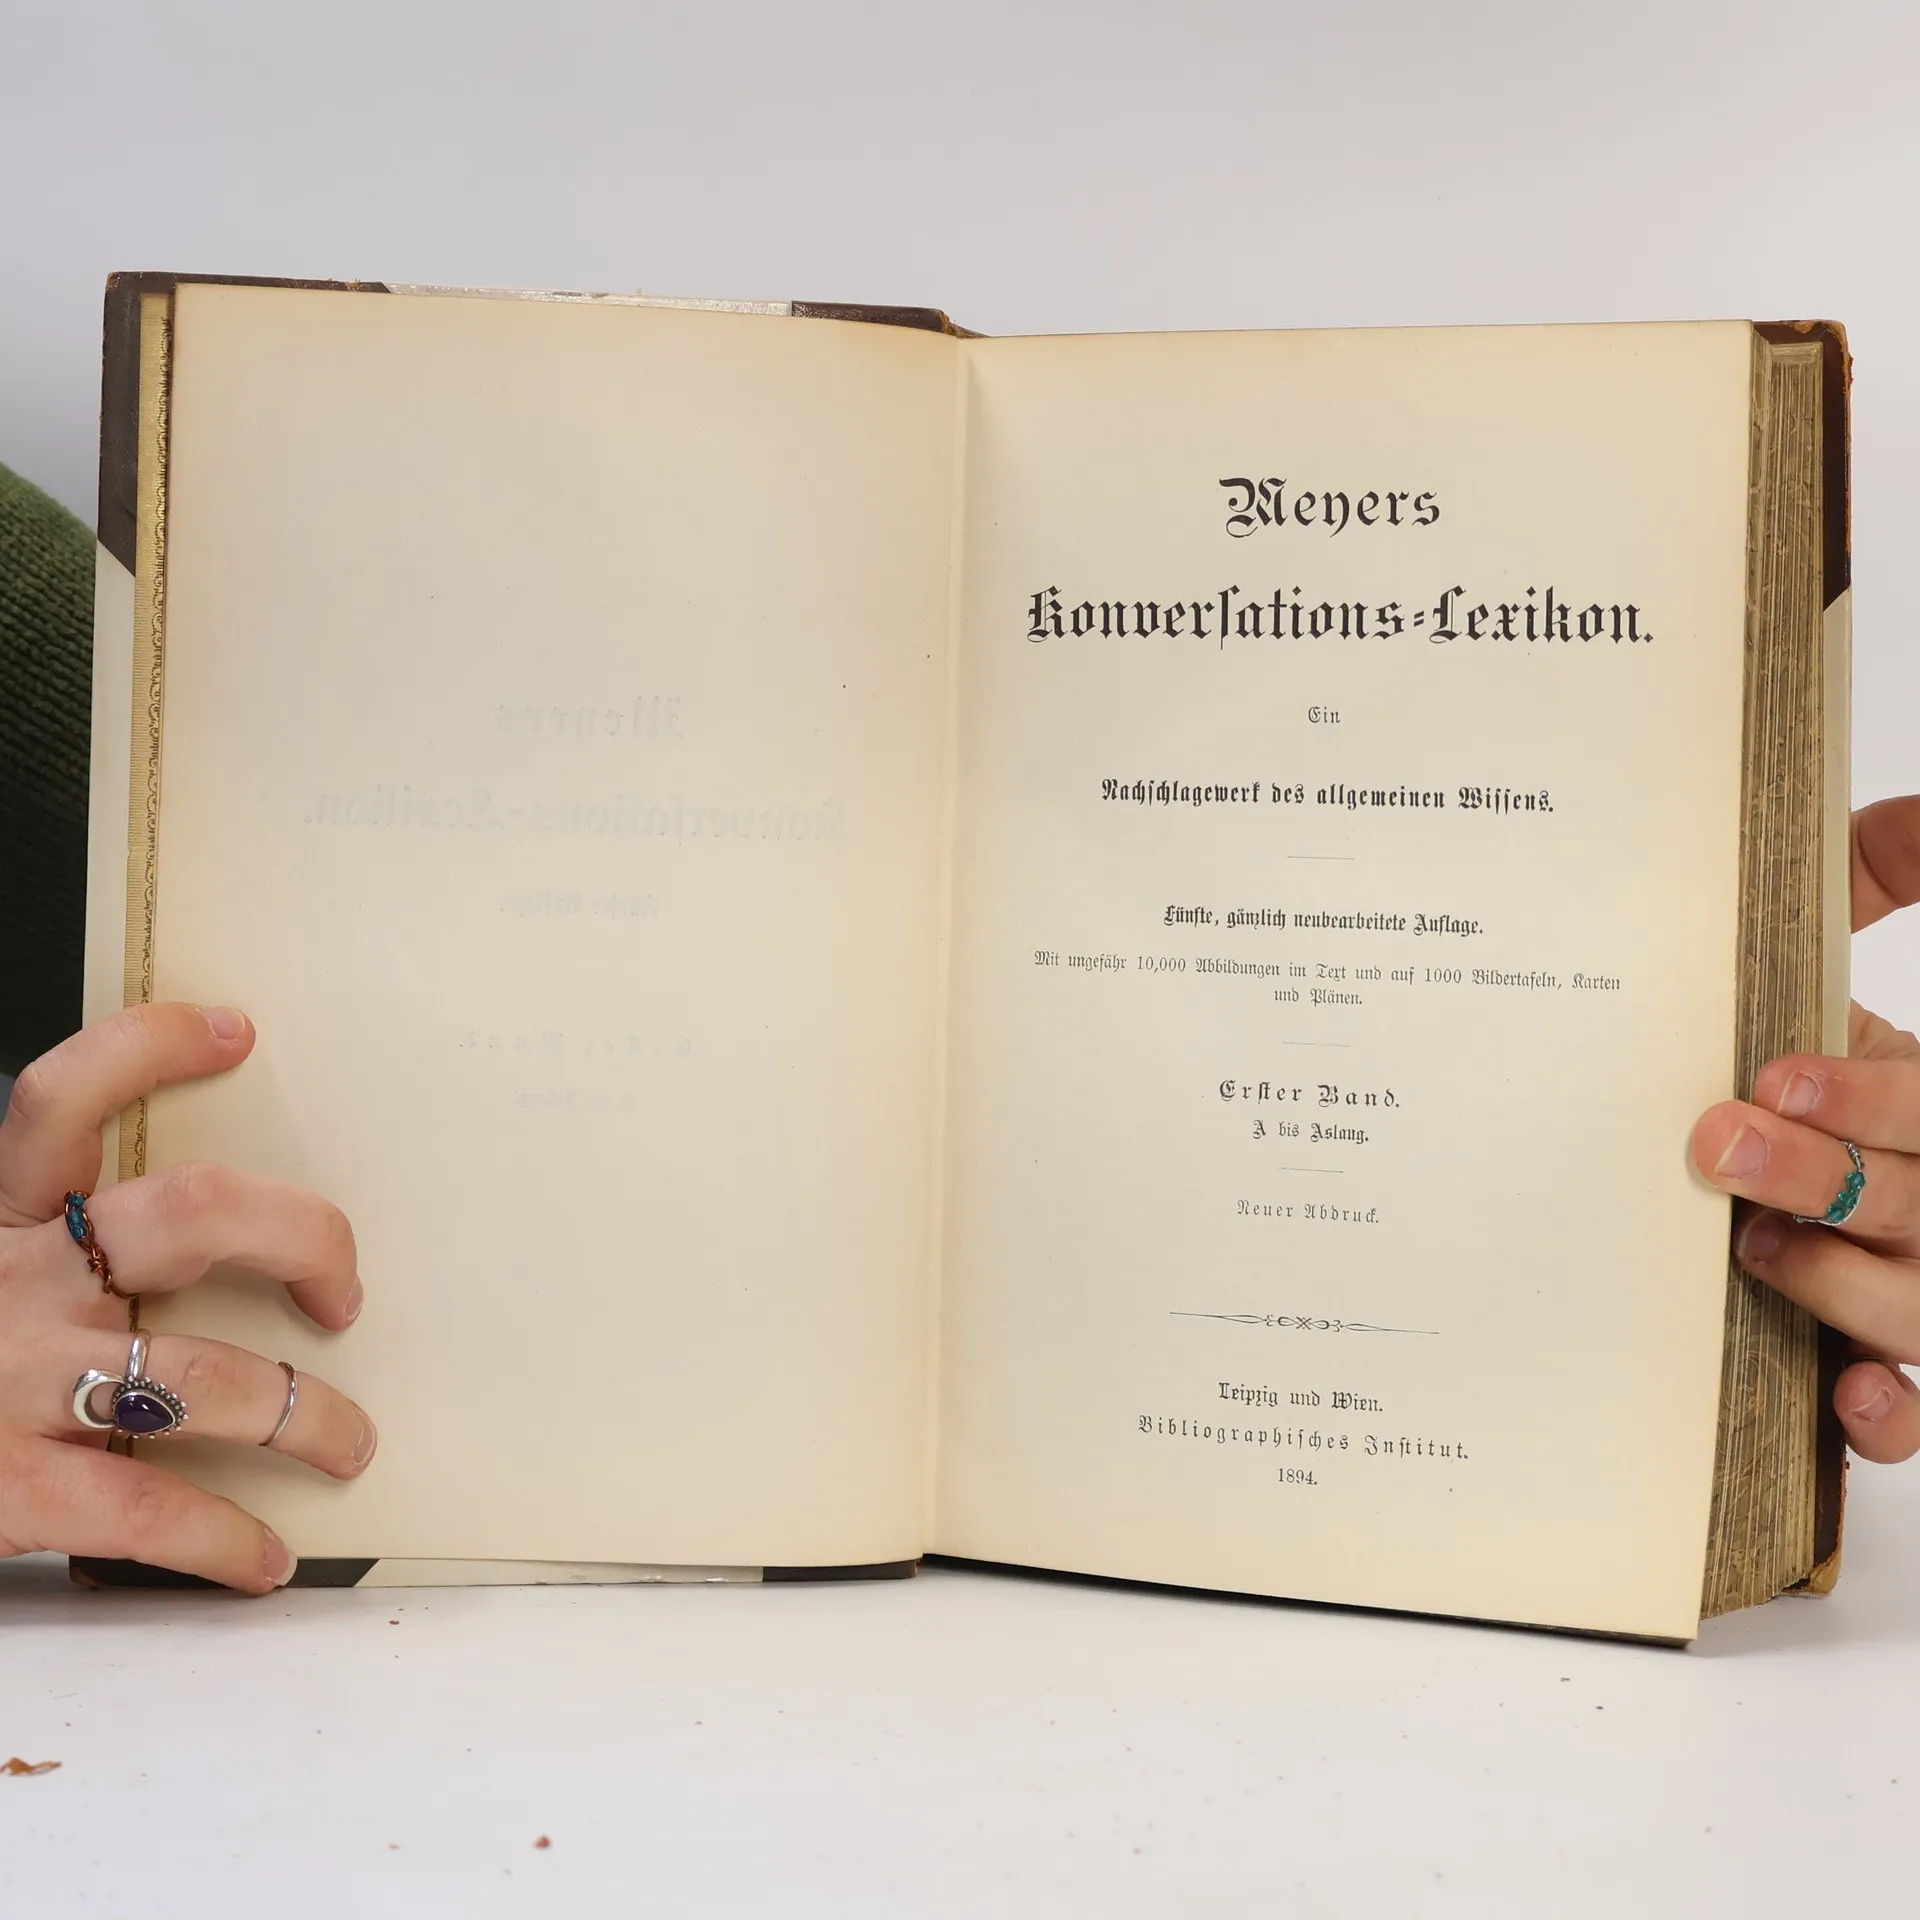 Meyers
Konverſations-Lexikon.
Ein
Nachſchlagewerk des allgemeinen Wiſſens.
Fünfte, gänzlich neubearbeitete Auflage.
Mit ungefähr 10,000 Abbildungen im Text und auf 1000 Bildertafeln, Karten
und Plänen.
Erſter Band.
A bis Aslaug.
Neuer Abdruck.
Leipzig und Wien.
Bibliographiſches Inſtitut.
1894.